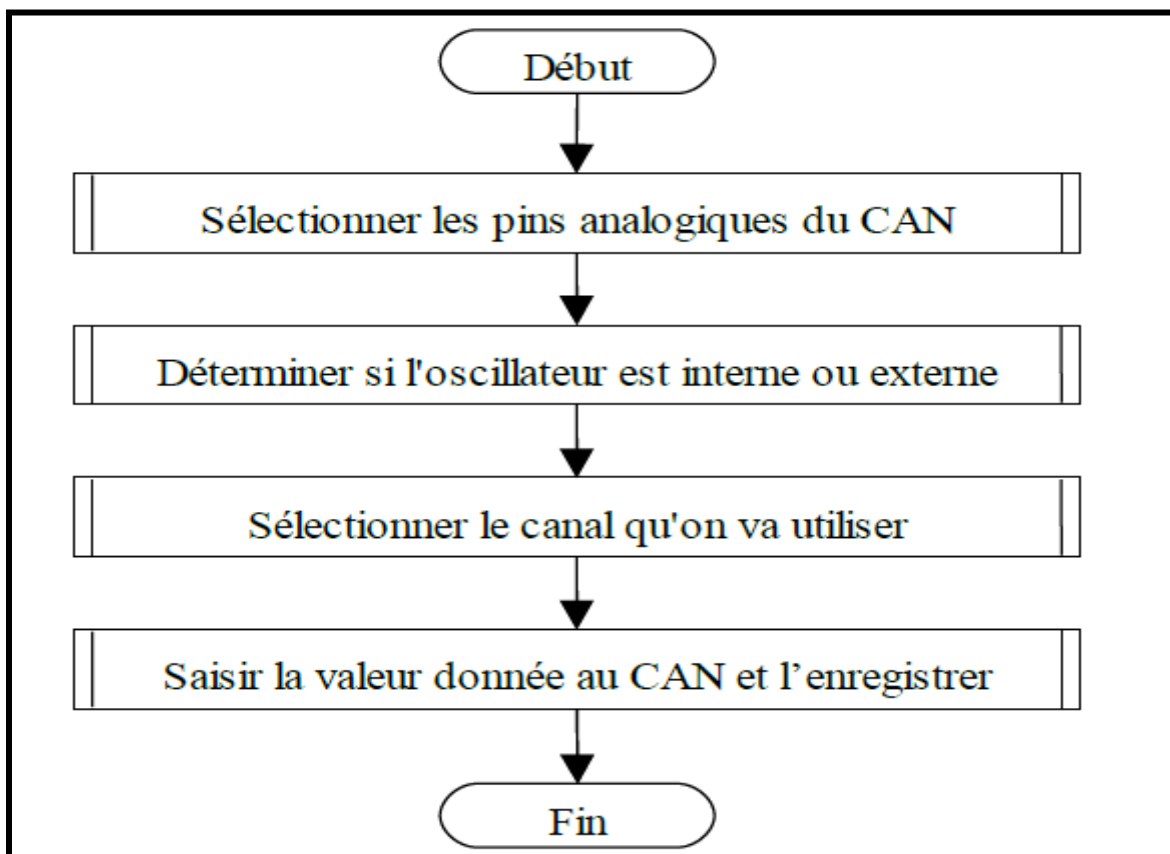 Début
Sélectionner les pins analogiques du CAN
Déterminer si l'oscillateur est interne ou externe
Sélectionner le canal qu'on va utiliser
Saisir la valeur donnée au CAN et l’enregistrer
Fin